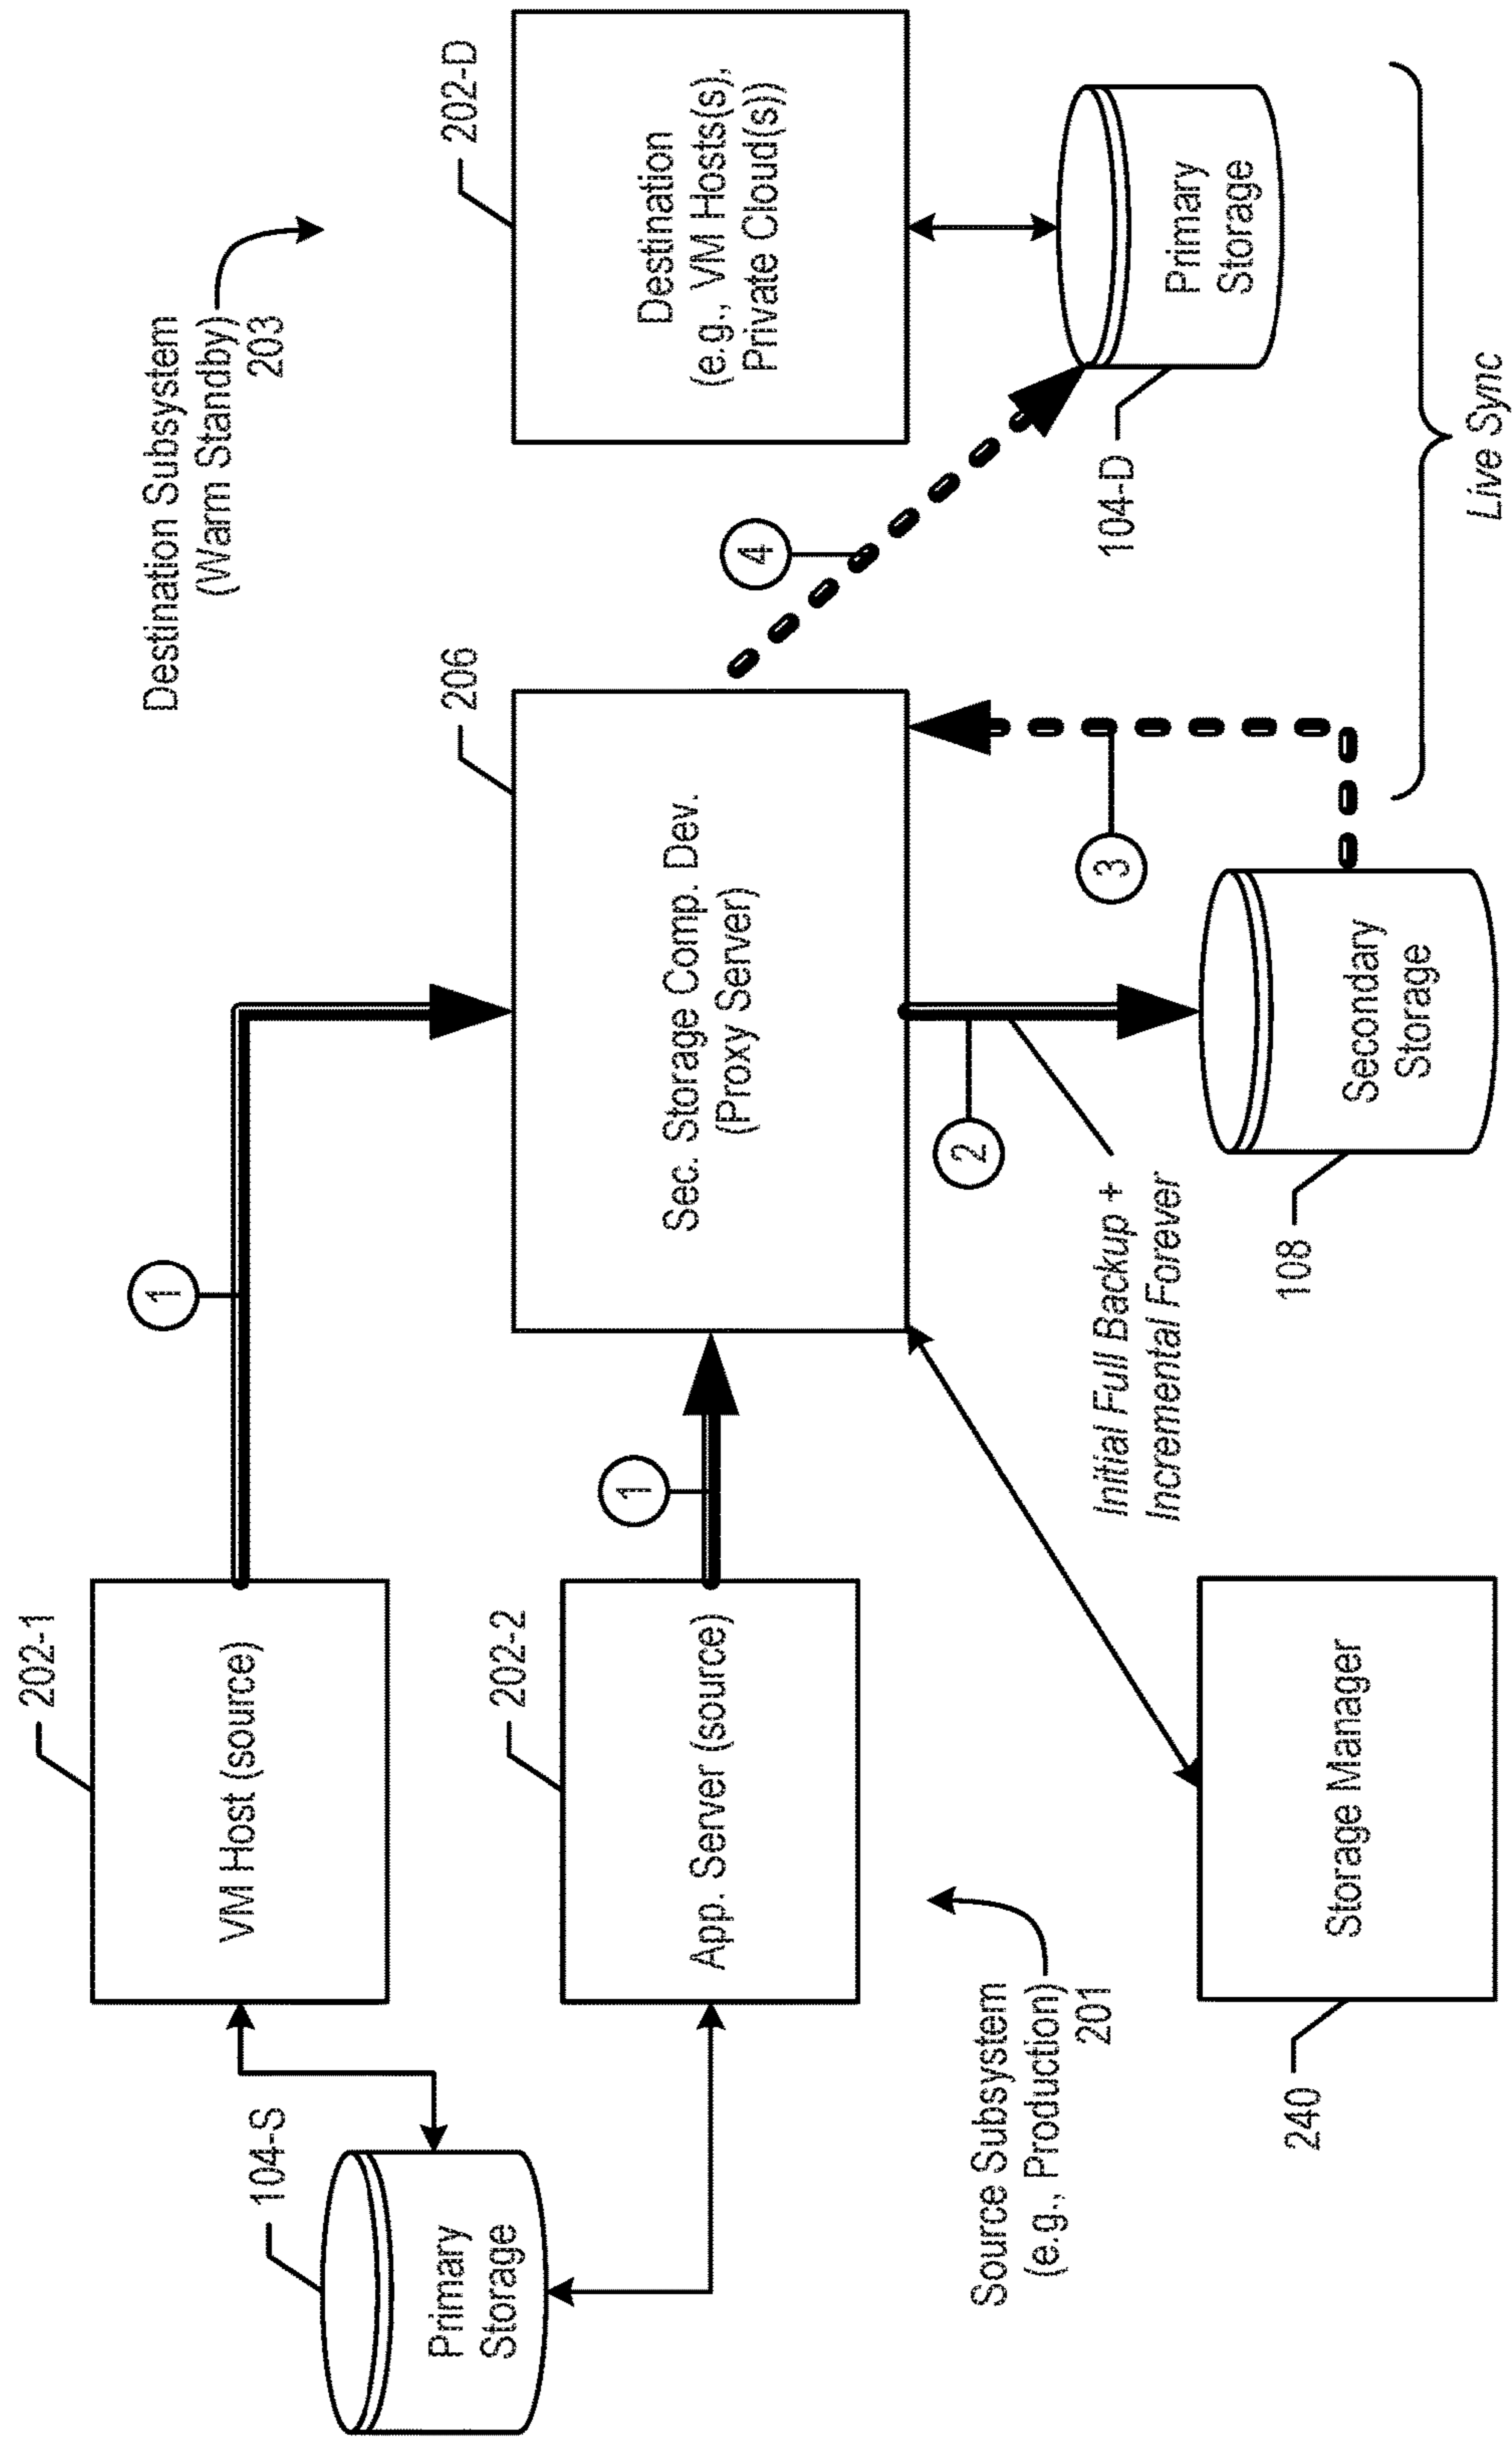 202-1
VM Host (source)
1
104-S
Primary
Storage
202-2
App. Server (source)
1
Source Subsystem
(e.g., Production)
201
240
Storage Manager
206
Sec. Storage Comp. Dev.
(Proxy Server)
2
Initial Full Backup +
Incremental Forever
108
Secondary
Storage
3
4
Destination Subsystem
(Warm Standby)
203
202-D
Destination
(e.g., VM Hosts(s),
Private Cloud(s))
104-D
Primary
Storage
Live Sync